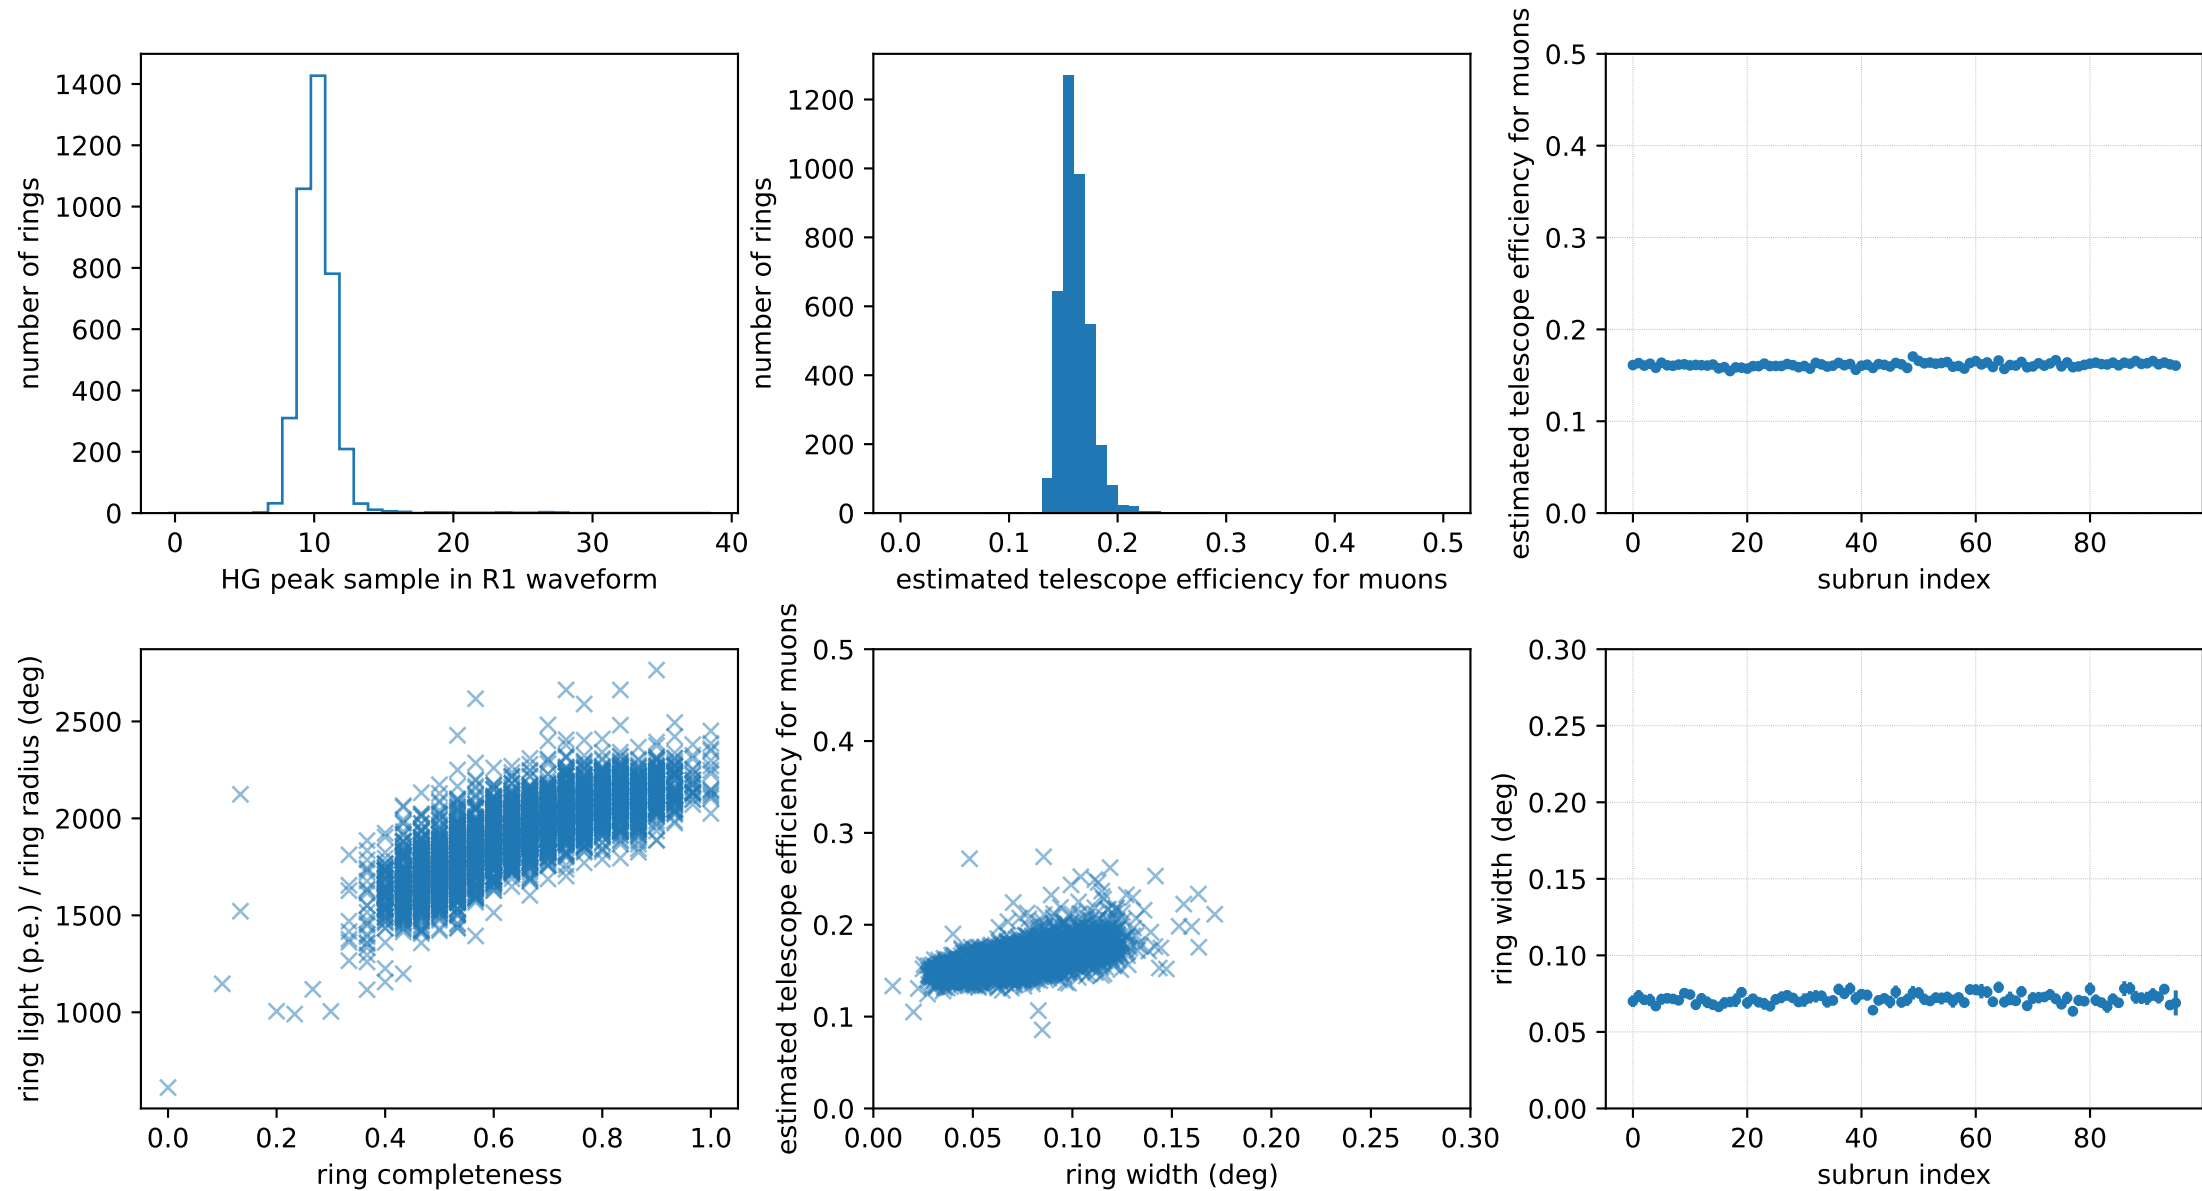 number of rings
1400
1200
1000
800
600
400
200
0
0 10 20 30 40
HG peak sample in R1 waveform
number of rings
1200
1000
800
600
400
200
0
0.0 0.1 0.2 0.3 0.4 0.5
estimated telescope efficiency for muons
estimated telescope efficiency for muons
0.5
0.4
0.3
0.2
0.1
0.0
0 20 40 60 80
subrun index
ring light (p.e.) / ring radius (deg)
2500
2000
1500
1000
0.0 0.2 0.4 0.6 0.8 1.0
ring completeness
estimated telescope efficiency for muons
0.5
0.4
0.3
0.2
0.1
0.0
0.00 0.05 0.10 0.15 0.20 0.25 0.30
ring width (deg)
ring width (deg)
0.30
0.25
0.20
0.15
0.10
0.05
0.00
0 20 40 60 80
subrun index